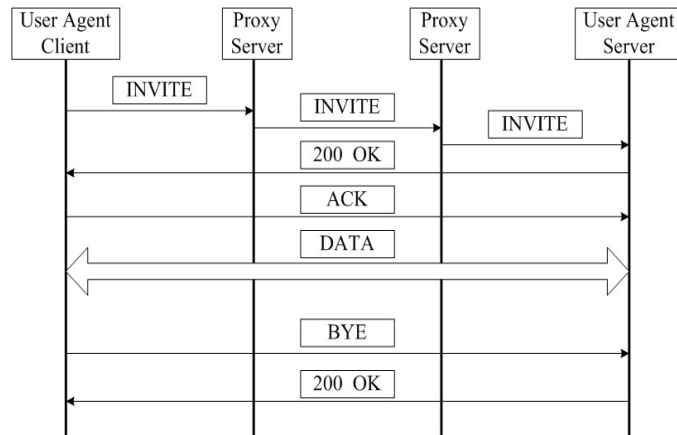 User Agent
Client
Proxy
Server
Proxy
Server
User Agent
Server
INVITE
INVITE
INVITE
200 OK
ACK
DATA
BYE
200 OK